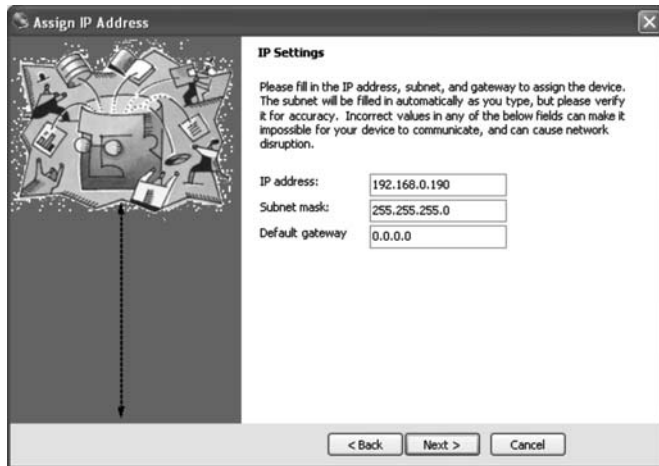 Assign IP Address
IP Settings
Please fill in the IP address, subnet, and gateway to assign the device.
The subnet will be filled in automatically as you type, but please verify
it for accuracy. Incorrect values in any of the below fields can make it
impossible for your device to communicate, and can cause network
disruption.
IP address: 192.168.0.190
Subnet mask: 255.255.255.0
Default gateway 0.0.0.0
< Back Next > Cancel